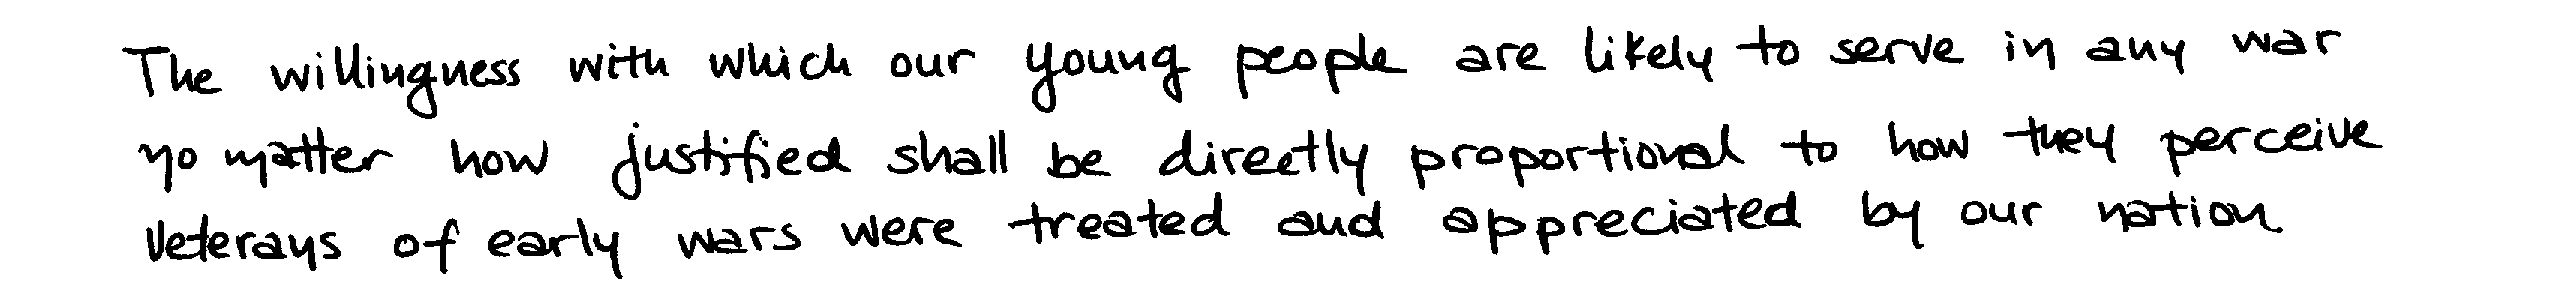 The willingness with which our young people are likely to serve in any war
no matter how justified shall be directly proportional to how they perceive
veterans of early wars were treated and appreciated by our nation